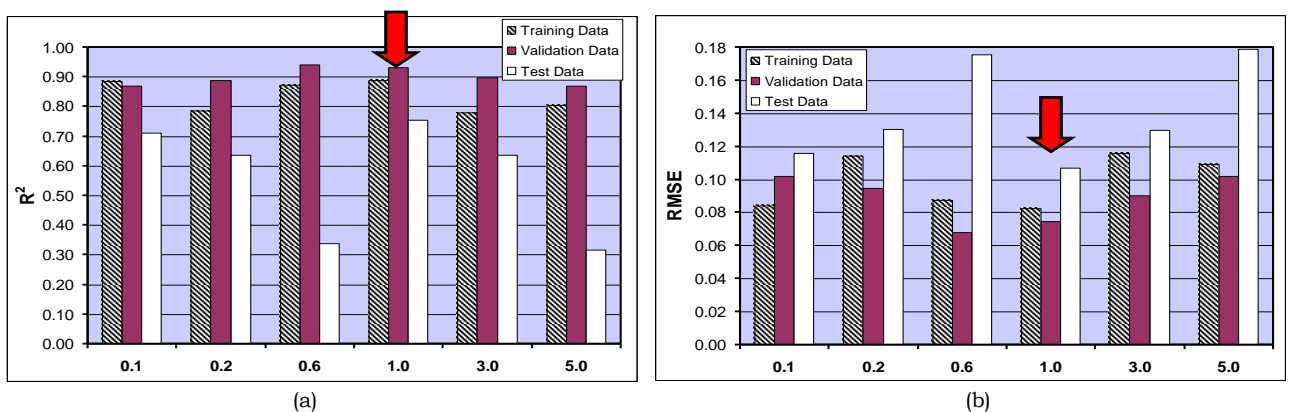 Training Data
Validation Data
Test Data
1.00
0.90
0.80
0.70
0.60
0.50
0.40
0.30
0.20
0.10
0.00
R²
0.1 0.2 0.6 1.0 3.0 5.0
(a)
Training Data
Validation Data
Test Data
0.18
0.16
0.14
0.12
0.10
0.08
0.06
0.04
0.02
0.00
RMSE
0.1 0.2 0.6 1.0 3.0 5.0
(b)